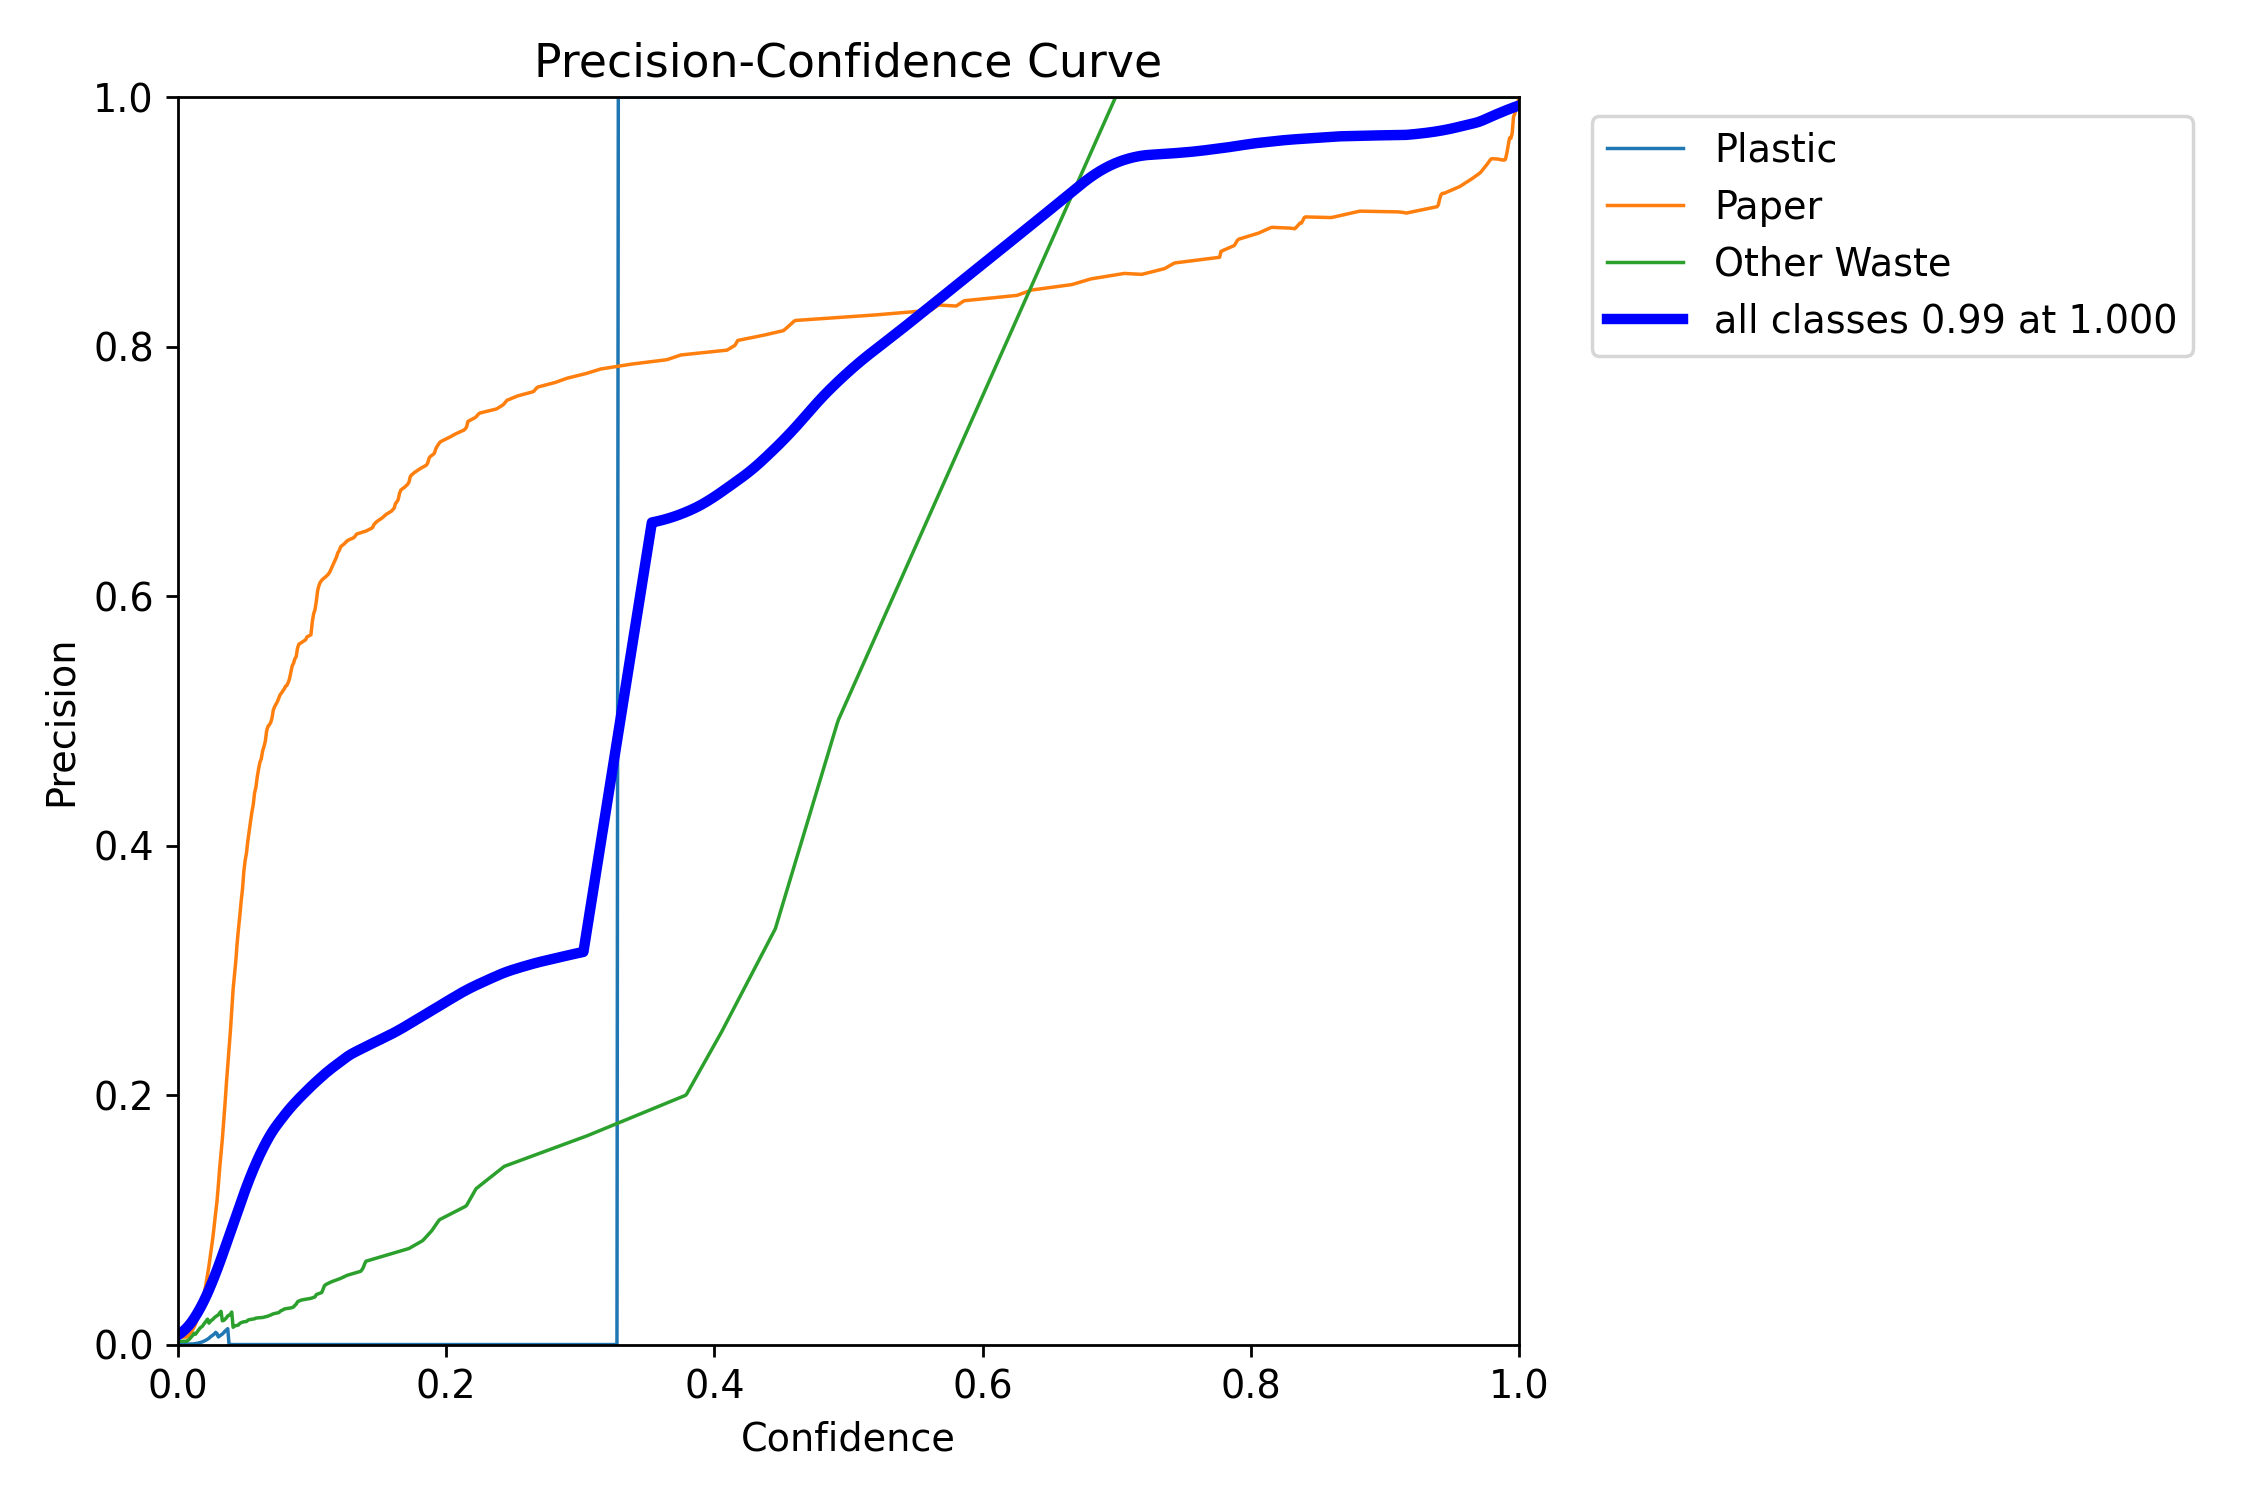 Precision-Confidence Curve
1.0
0.8
0.6
0.4
0.2
0.0
Precision
0.0 0.2 0.4 0.6 0.8 1.0
Confidence
Plastic
Paper
Other Waste
all classes 0.99 at 1.000